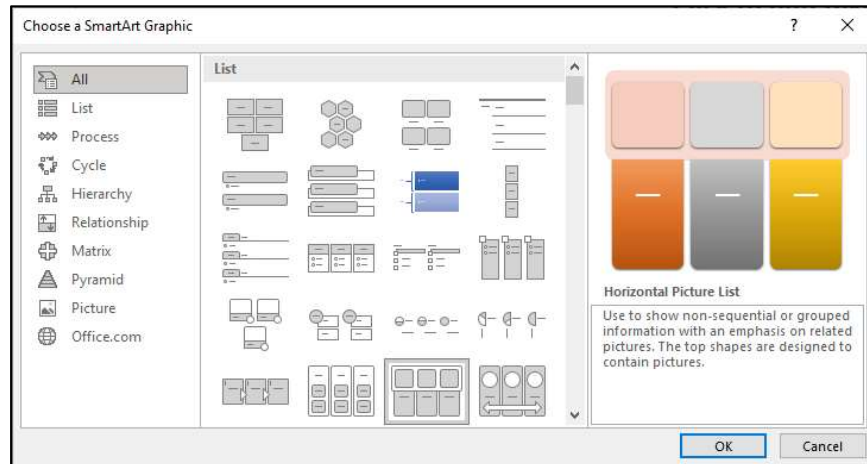 Choose a SmartArt Graphic
?
All
List
Process
Cycle
Hierarchy
Relationship
Matrix
Pyramid
Picture
Office.com
List
Horizontal Picture List
Use to show non-sequential or grouped
information with an emphasis on related
pictures. The top shapes are designed to
contain pictures.
OK
Cancel